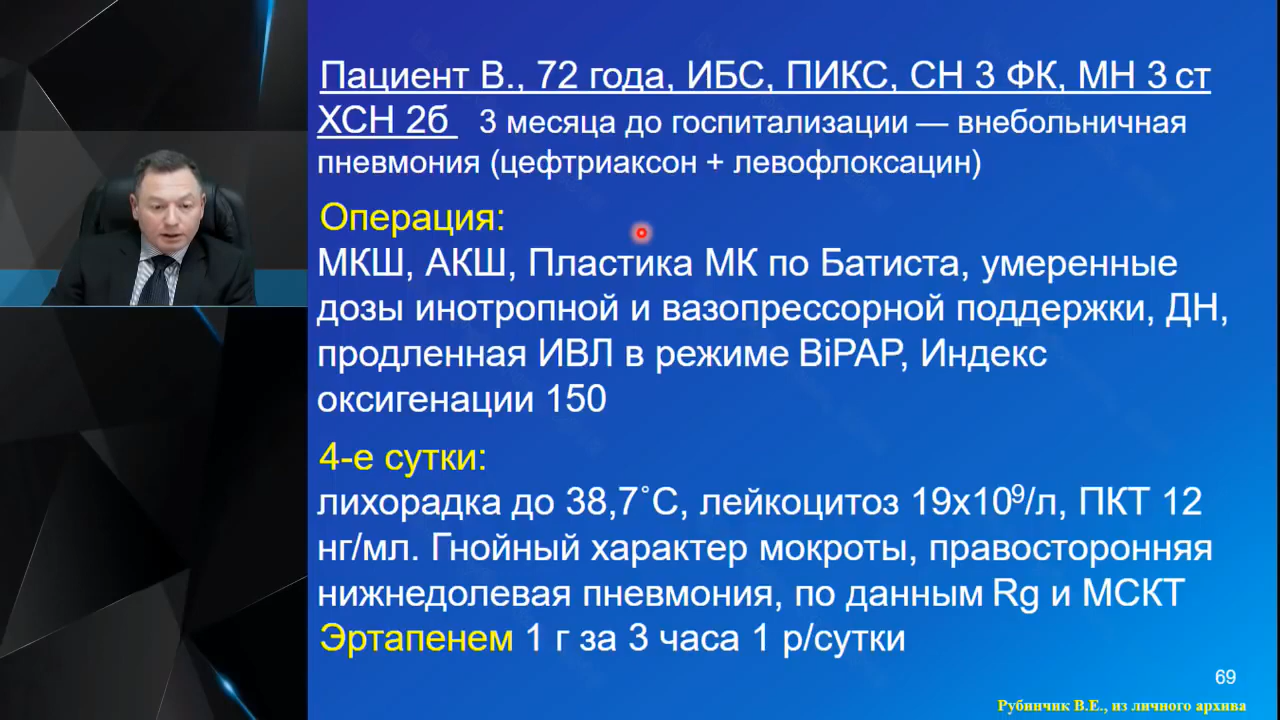 Пациент В., 72 года, ИБС, ПИКС, СН 3 ФК, МН 3 ст
ХСН 2б 3 месяца до госпитализации — внебольничная
пневмония (цефтриаксон + левофлоксацин)
Операция:
МКШ, АКШ, Пластика МК по Батиста, умеренные
дозы инотропной и вазопрессорной поддержки, ДН,
продленная ИВЛ в режиме BiPAP, Индекс
оксигенации 150
4-е сутки:
лихорадка до 38,7˚С, лейкоцитоз 19х10⁹/л, ПКТ 12
нг/мл. Гнойный характер мокроты, правосторонняя
нижнедолевая пневмония, по данным Rg и МСКТ
Эртапенем 1 г за 3 часа 1 р/сутки
69
Рубинчик В.Е., из личного архива